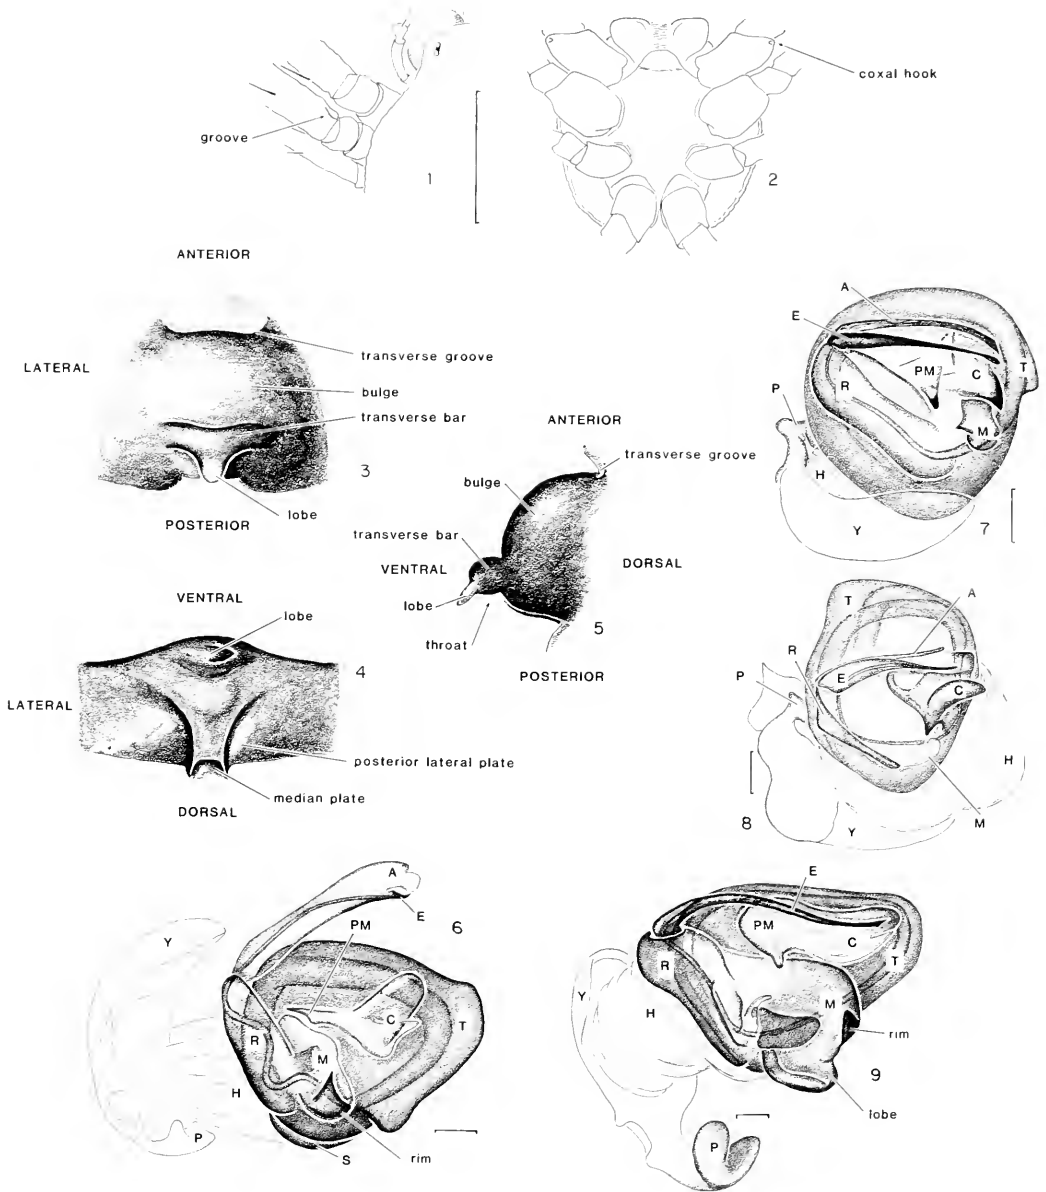 groove
1
coxal hook
2
ANTERIOR
LATERAL
transverse groove
bulge
transverse bar
3
lobe
POSTERIOR
ANTERIOR
transverse groove
bulge
transverse bar
VENTRAL
DORSAL
lobe
throat
5
POSTERIOR
VENTRAL
lobe
4
LATERAL
posterior lateral plate
median plate
DORSAL
A
E
P
PM
C
T
R
M
H
Y
7
T
A
R
P
E
C
H
8
Y
M
A
E
6
PM
Y
C
T
R
M
H
P
S
rim
E
PM
C
R
T
Y
H
M
rim
9
lobe
P